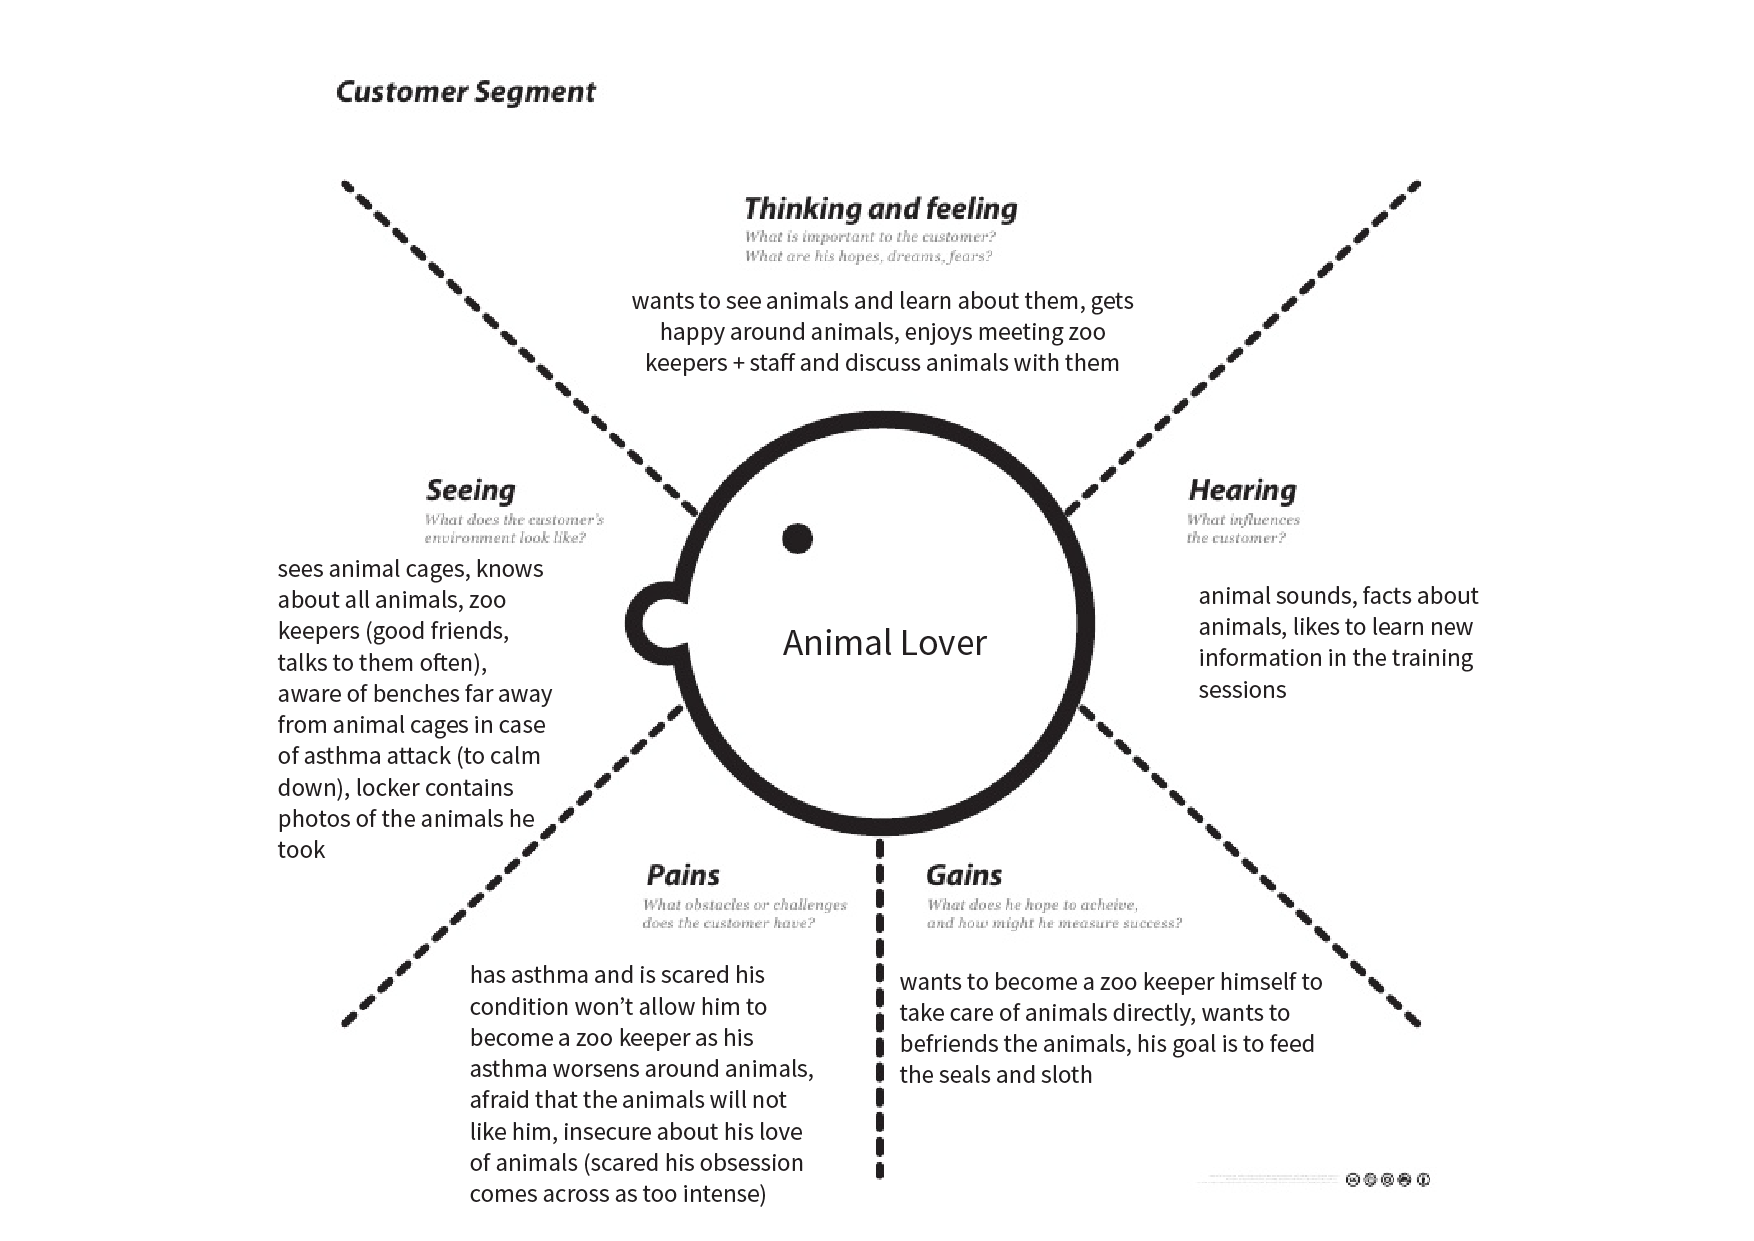 Customer Segment
Thinking and feeling
What is important to the customer?
What are his hopes, dreams, fears?
wants to see animals and learn about them, gets
happy around animals, enjoys meeting zoo
keepers + staff and discuss animals with them
Seeing
What does the customer's
environment look like?
sees animal cages, knows
about all animals, zoo
keepers (good friends,
talks to them often),
aware of benches far away
from animal cages in case
of asthma attack (to calm
down), locker contains
photos of the animals he
took
Animal Lover
Hearing
What influences
the customer?
animal sounds, facts about
animals, likes to learn new
information in the training
sessions
Pains
What obstacles or challenges
does the customer have?
has asthma and is scared his
condition won’t allow him to
become a zoo keeper as his
asthma worsens around animals,
afraid that the animals will not
like him, insecure about his love
of animals (scared his obsession
comes across as too intense)
Gains
What does he hope to acheive,
and how might he measure success?
wants to become a zoo keeper himself to
take care of animals directly, wants to
befriends the animals, his goal is to feed
the seals and sloth